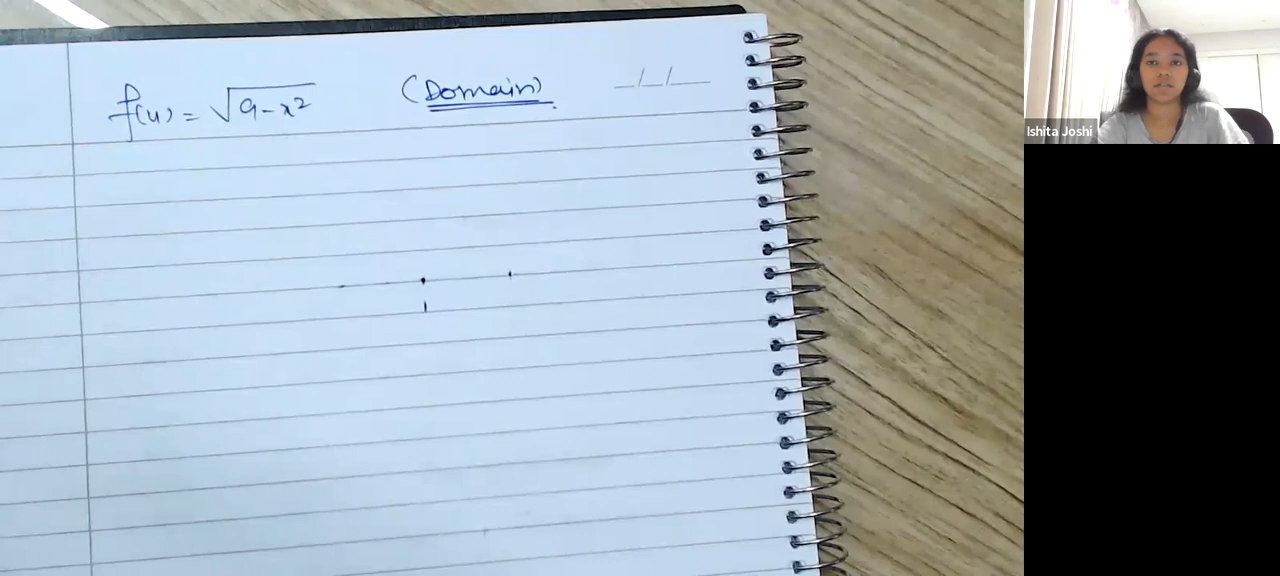 f(x) = √9-x² (Domain)
Ishita Joshi